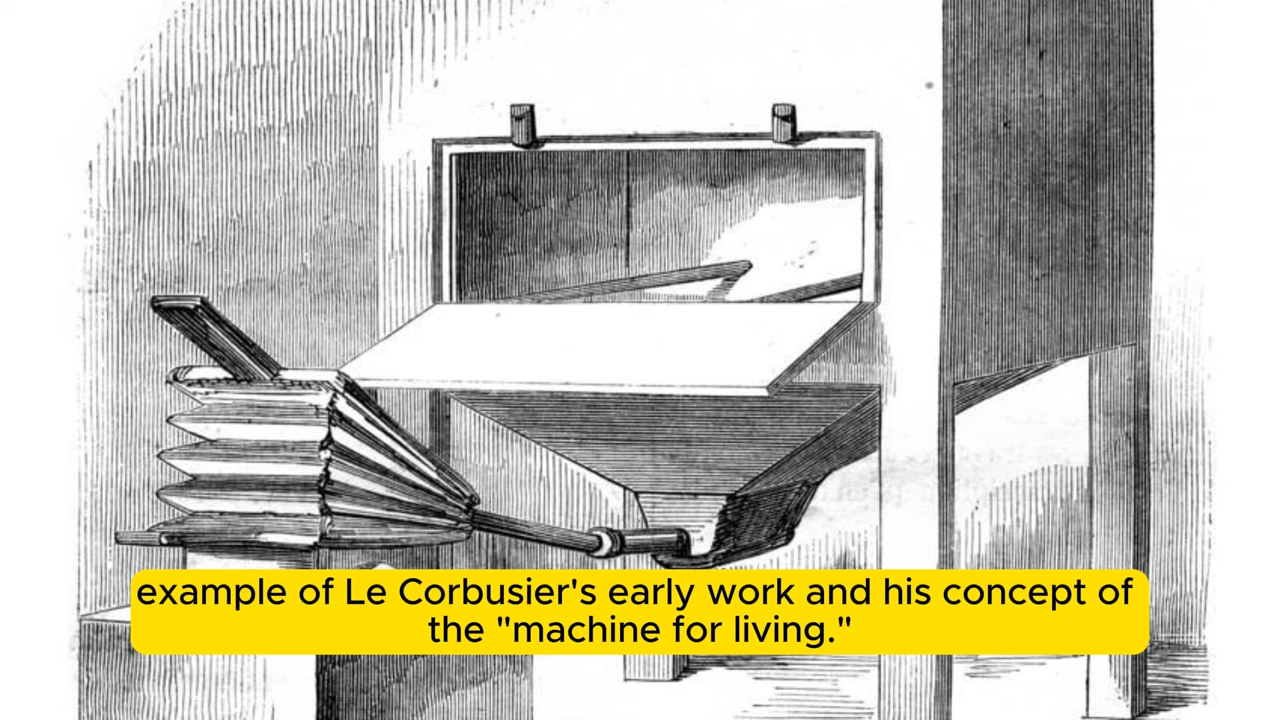 example of Le Corbusier's early work and his concept of
the "machine for living."